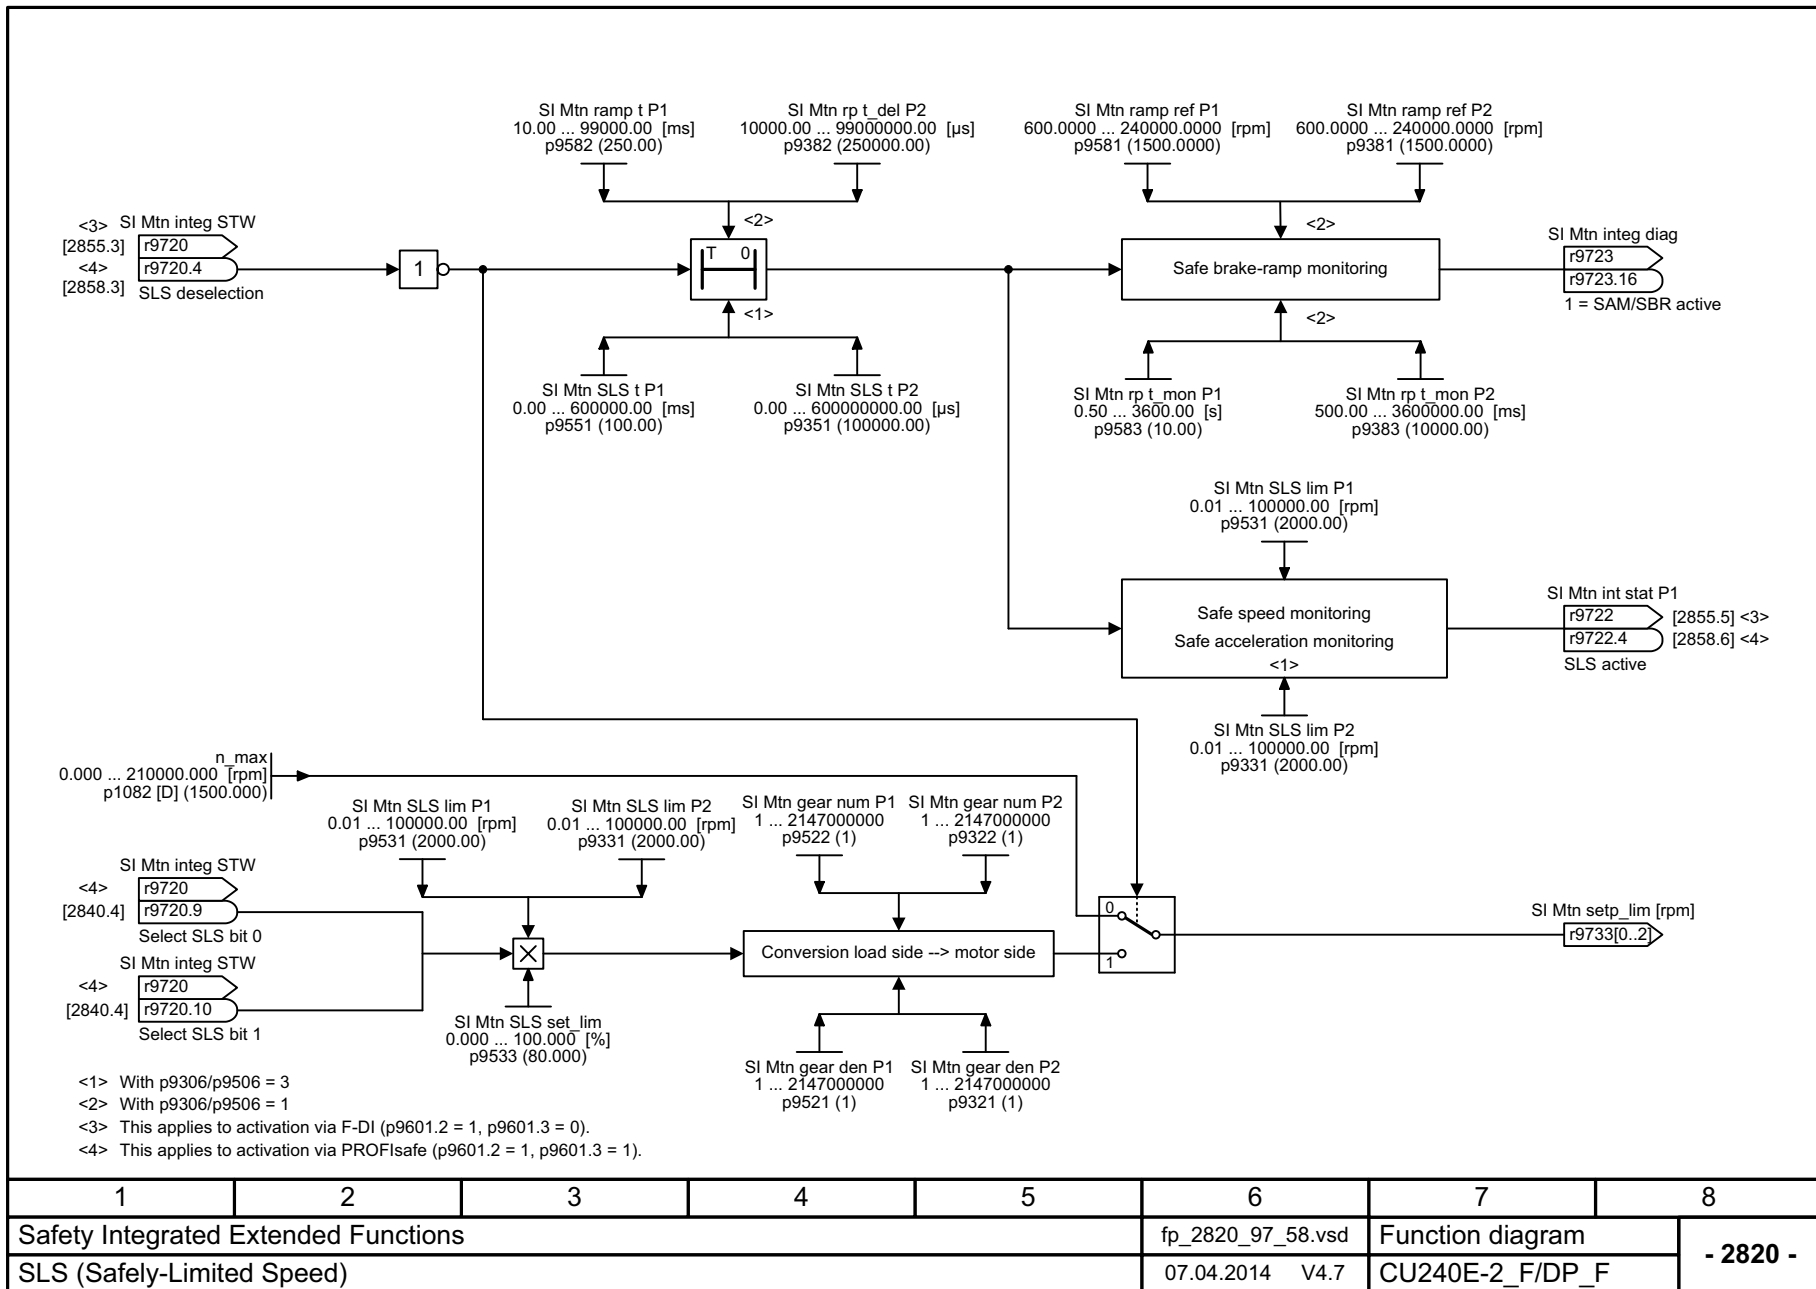 SI Mtn ramp t P1
10.00 ... 99000.00 [ms]
p9582 (250.00)
SI Mtn rp t_del P2
10000.00 ... 99000000.00 [µs]
p9382 (250000.00)
SI Mtn ramp ref P1
600.0000 ... 240000.0000 [rpm]
p9581 (1500.0000)
SI Mtn ramp ref P2
600.0000 ... 240000.0000 [rpm]
p9381 (1500.0000)
<3> SI Mtn integ STW
[2855.3] r9720
<4> r9720.4
[2858.3] SLS deselection
1
<2>
T 0
<1>
<2>
Safe brake-ramp monitoring
<2>
SI Mtn integ diag
r9723
r9723.16
1 = SAM/SBR active
SI Mtn SLS t P1
0.00 ... 600000.00 [ms]
p9551 (100.00)
SI Mtn SLS t P2
0.00 ... 600000000.00 [µs]
p9351 (100000.00)
SI Mtn rp t_mon P1
0.50 ... 3600.00 [s]
p9583 (10.00)
SI Mtn rp t_mon P2
500.00 ... 3600000.00 [ms]
p9383 (10000.00)
SI Mtn SLS lim P1
0.01 ... 100000.00 [rpm]
p9531 (2000.00)
Safe speed monitoring
Safe acceleration monitoring
<1>
SI Mtn int stat P1
r9722 [2855.5] <3>
r9722.4 [2858.6] <4>
SLS active
SI Mtn SLS lim P2
0.01 ... 100000.00 [rpm]
p9331 (2000.00)
n_max
0.000 ... 210000.000 [rpm]
p1082 [D] (1500.000)
SI Mtn SLS lim P1
0.01 ... 100000.00 [rpm]
p9531 (2000.00)
SI Mtn SLS lim P2
0.01 ... 100000.00 [rpm]
p9331 (2000.00)
SI Mtn gear num P1
1 ... 2147000000
p9522 (1)
SI Mtn gear num P2
1 ... 2147000000
p9322 (1)
SI Mtn integ STW
<4> r9720
[2840.4] r9720.9
Select SLS bit 0
SI Mtn integ STW
<4> r9720
[2840.4] r9720.10
Select SLS bit 1
Conversion load side --> motor side
0
1
SI Mtn setp_lim [rpm]
r9733[0..2]
SI Mtn SLS set_lim
0.000 ... 100.000 [%]
p9533 (80.000)
SI Mtn gear den P1
1 ... 2147000000
p9521 (1)
SI Mtn gear den P2
1 ... 2147000000
p9321 (1)
<1> With p9306/p9506 = 3
<2> With p9306/p9506 = 1
<3> This applies to activation via F-DI (p9601.2 = 1, p9601.3 = 0).
<4> This applies to activation via PROFIsafe (p9601.2 = 1, p9601.3 = 1).
1 2 3 4 5 6 7 8
Safety Integrated Extended Functions
fp_2820_97_58.vsd
Function diagram
- 2820 -
SLS (Safely-Limited Speed)
07.04.2014 V4.7
CU240E-2_F/DP_F